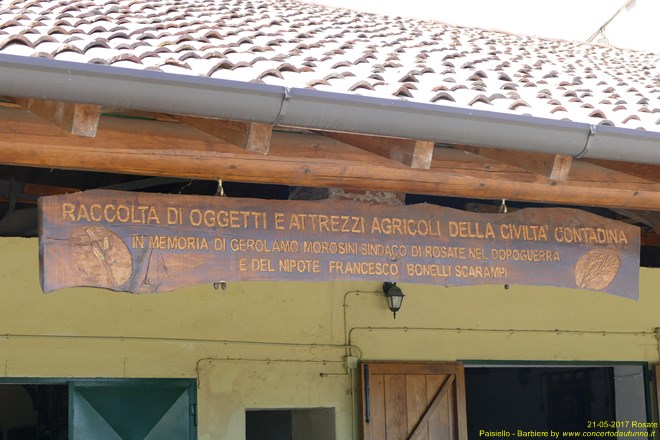 RACCOLTA DI OGGETTI E ATTREZZI AGRICOLI DELLA CIVILTA' CONTADINA
IN MEMORIA DI GEROLAMO MOROSINI SINDACO DI ROSATE NEL DOPOGUERRA
E DEL NIPOTE FRANCESCO BONELLI SCARAMPI
21-05-2017 Rosate
Paisiello - Barbiere by www.concertodautunno.it